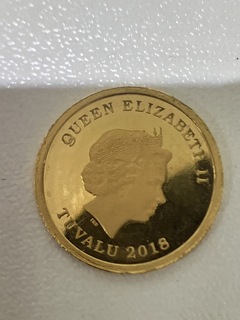 QUEEN ELIZABETH II
TUVALU 2018